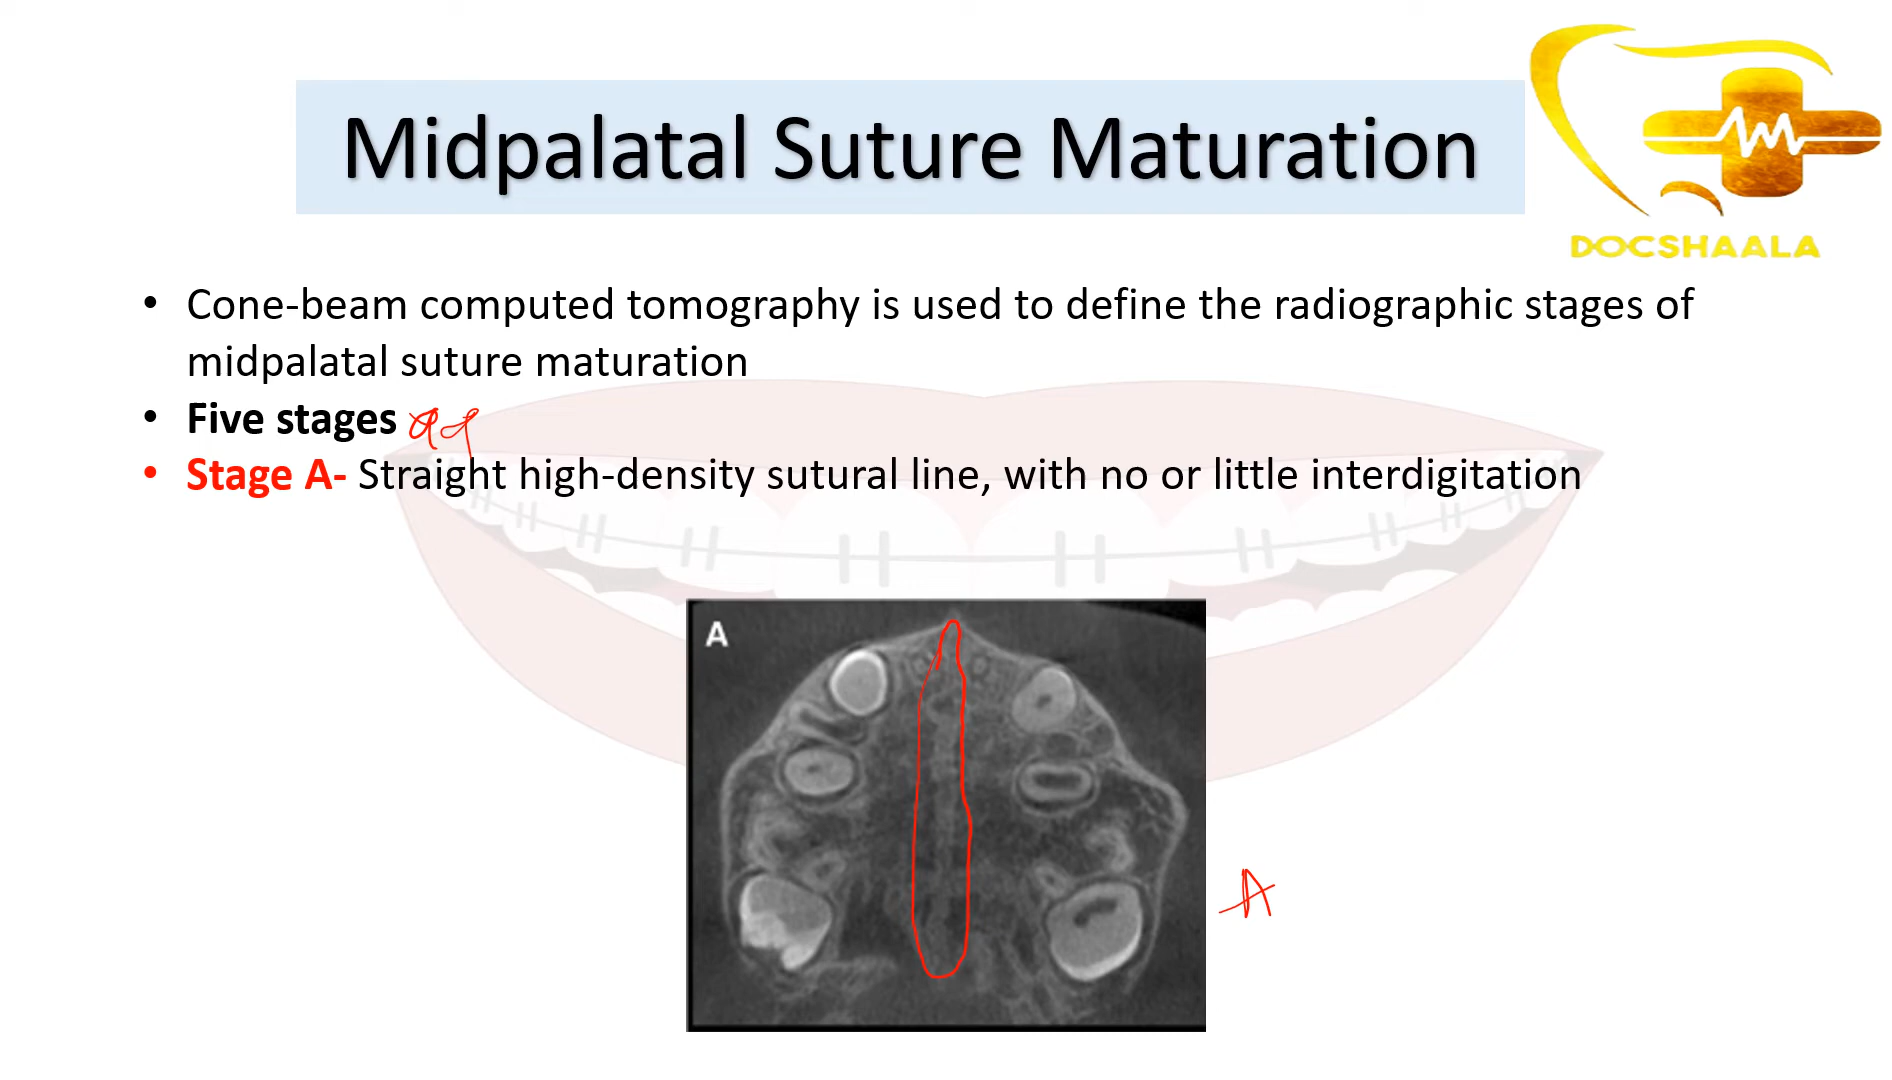 Midpalatal Suture Maturation
DOCSHAALA
• Cone-beam computed tomography is used to define the radiographic stages of
midpalatal suture maturation
• Five stages
• Stage A- Straight high-density sutural line, with no or little interdigitation
A
A